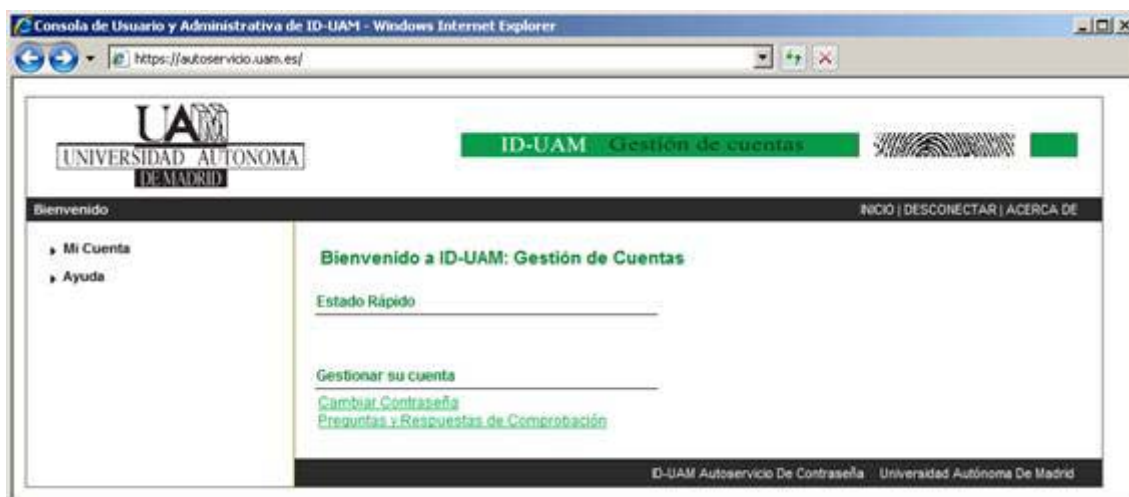 Consola de Usuario y Administrativa de ID-UAM - Windows Internet Explorer
https://autoservicio.uam.es/
UAM
UNIVERSIDAD AUTONOMA
DE MADRID
ID-UAM Gestión de cuentas
Bienvenido
INICIO | DESCONECTAR | ACERCA DE
Mi Cuenta
Ayuda
Bienvenido a ID-UAM: Gestión de Cuentas
Estado Rápido
Gestionar su cuenta
Cambiar Contraseña
Preguntas y Respuestas de Comprobación
ID-UAM Autoservicio De Contraseña Universidad Autónoma De Madrid